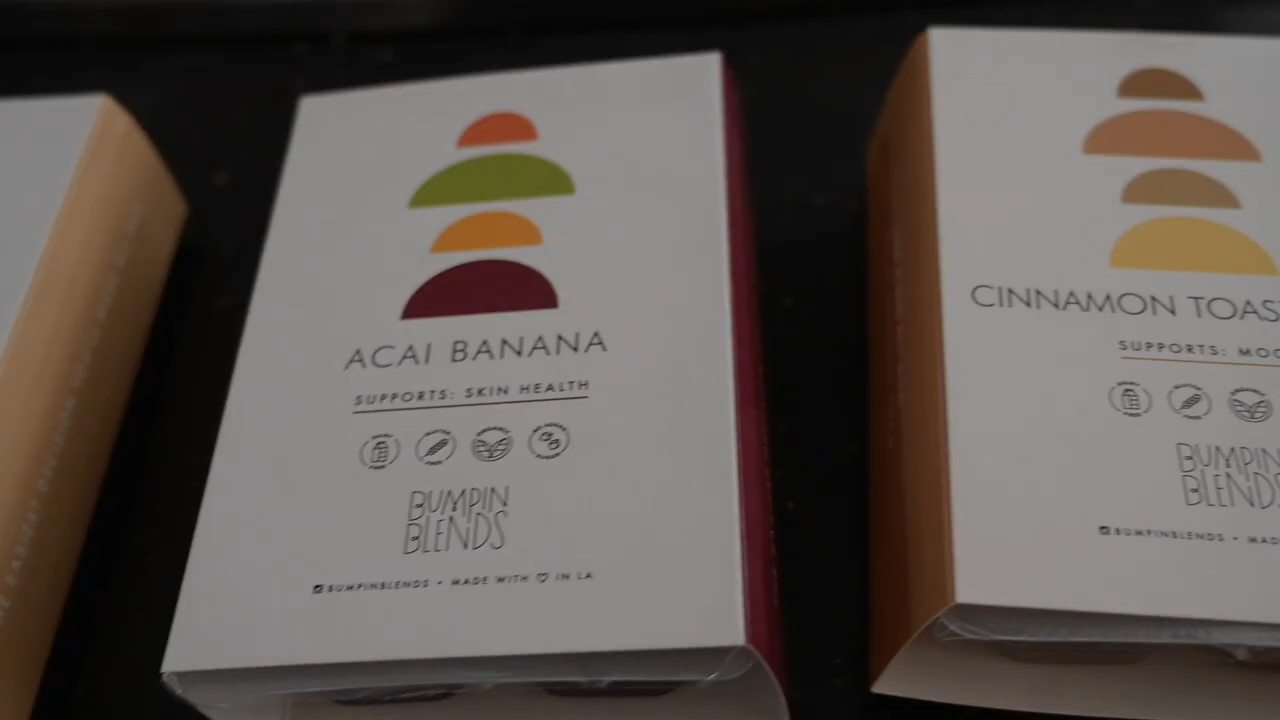 ACAI BANANA
SUPPORTS: SKIN HEALTH
BUMPIN
BLENDS
BUMPINBLENDS • MADE WITH ♡ IN LA
CINNAMON TOAS
SUPPORTS: MOO
BUMPIN
BLENDS
BUMPINBLENDS • MAD